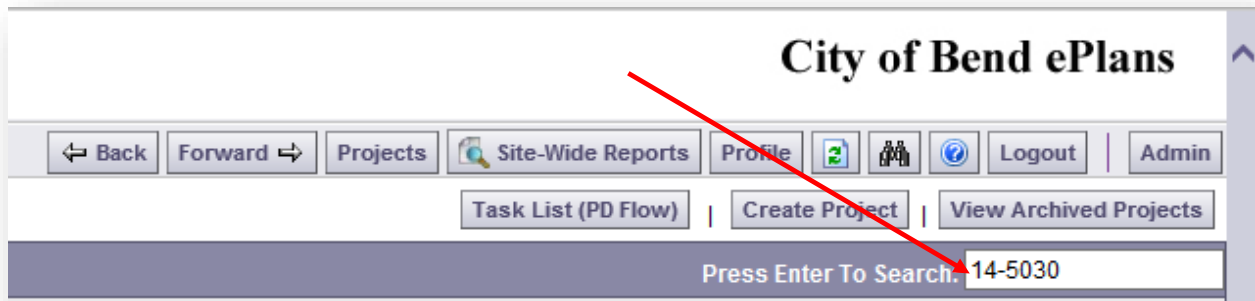 City of Bend ePlans
Back Forward Projects Site-Wide Reports Profile Logout | Admin
Task List (PD Flow) | Create Project | View Archived Projects
Press Enter To Search: 14-5030